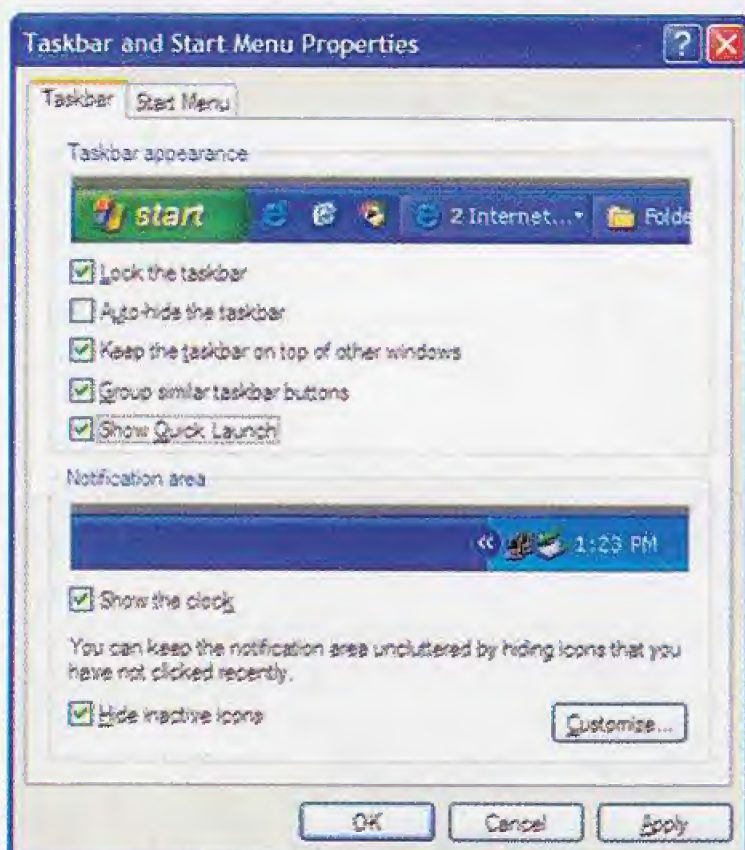 Taskbar and Start Menu Properties
Taskbar Start Menu
Taskbar appearance
start 2 Internet... Folde
Lock the taskbar
Auto-hide the taskbar
Keep the taskbar on top of other windows
Group similar taskbar buttons
Show Quick Launch
Notification area
« 1:23 PM
Show the clock
You can keep the notification area uncluttered by hiding icons that you
have not clicked recently.
Hide inactive icons
Customize...
OK Cancel Apply